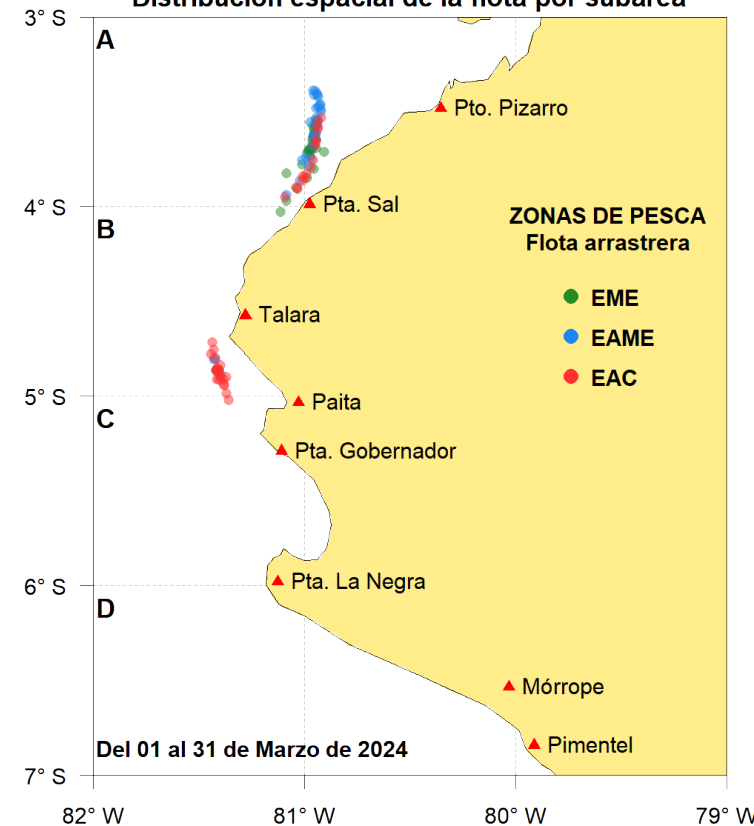 Distribución espacial de la flota por subárea
3° S
A
Pto. Pizarro
4° S
Pta. Sal
B
ZONAS DE PESCA
Flota arrastrera
EME
Talara
EAME
EAC
5° S
Paita
C
Pta. Gobernador
6° S
Pta. La Negra
D
Mórrope
Pimentel
Del 01 al 31 de Marzo de 2024
7° S
82° W
81° W
80° W
79° W